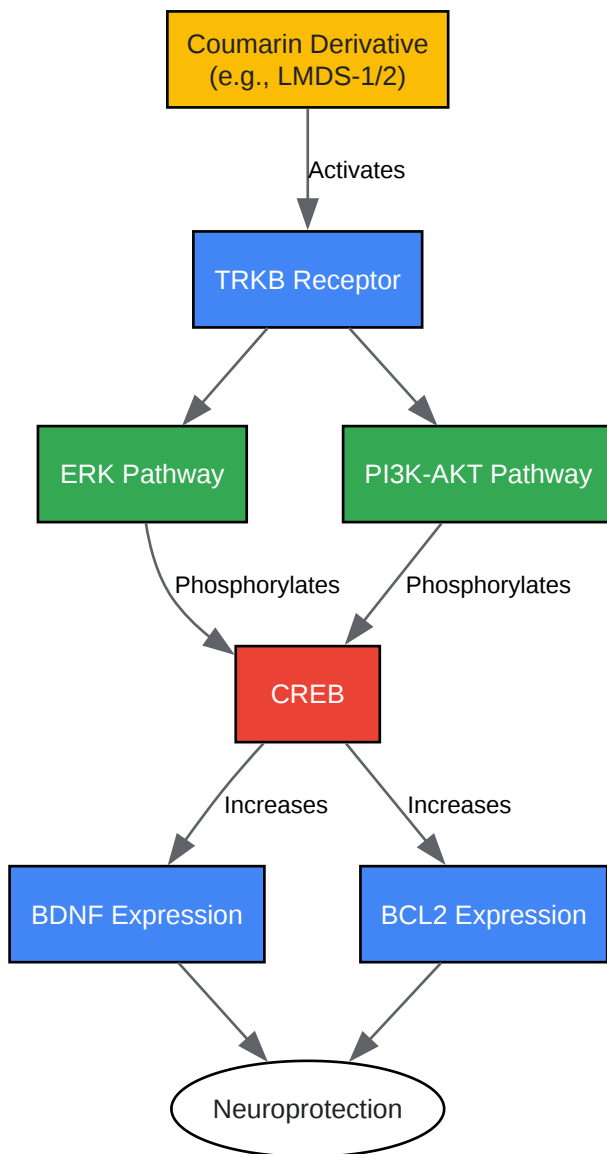 Coumarin Derivative
(e.g., LMDS-1/2)
Activates
TRKB Receptor
ERK Pathway
PI3K-AKT Pathway
Phosphorylates
Phosphorylates
CREB
Increases
Increases
BDNF Expression
BCL2 Expression
Neuroprotection